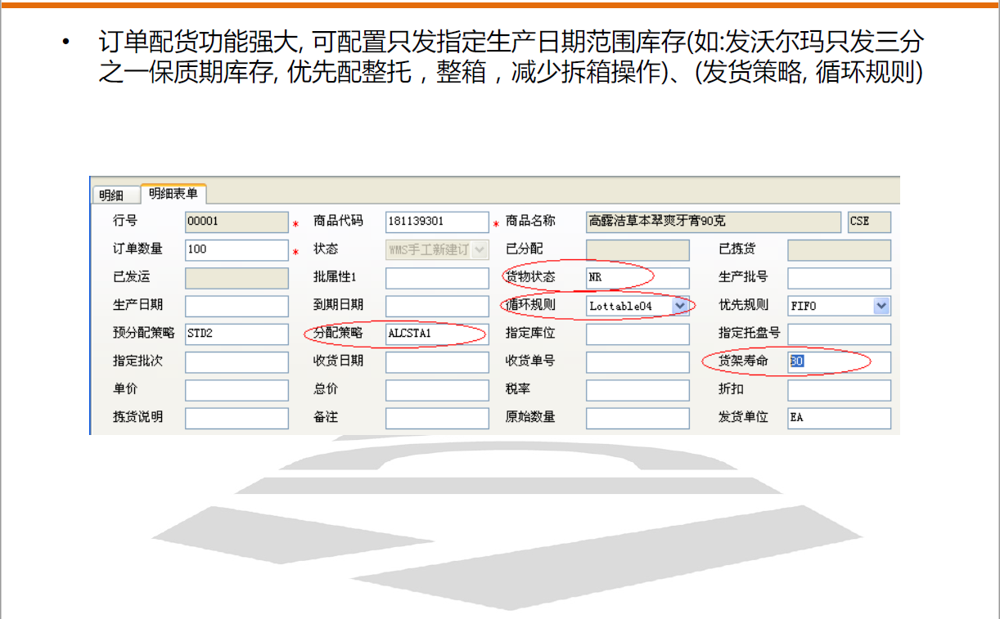 • 订单配货功能强大, 可配置只发指定生产日期范围库存(如:发沃尔玛只发三分
之一保质期库存, 优先配整托，整箱，减少拆箱操作)、(发货策略, 循环规则)
明细 明细表单
行号 00001 * 商品代码 181139301 * 商品名称 高露洁草本翠爽牙膏90克 CSE
订单数量 100 * 状态 WMS手工新建订 已分配 已拣货
已发运 批属性1 货物状态 NR 生产批号
生产日期 到期日期 循环规则 Lottable04 优先规则 FIFO
预分配策略 STD2 分配策略 ALCSTA1 指定库位 指定托盘号
指定批次 收货日期 收货单号 货架寿命 30
单价 总价 税率 折扣
拣货说明 备注 原始数量 发货单位 EA